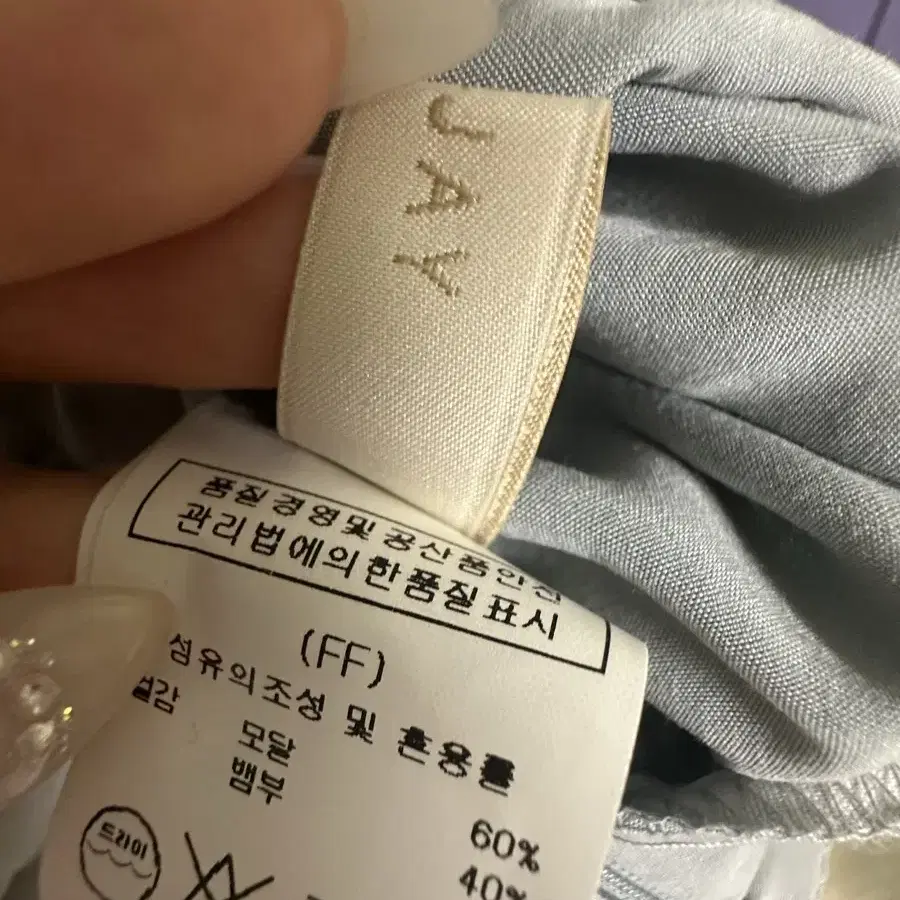 JAY
품질경영및공산품안전
관리법에의한품질표시
(FF)
섬유의조성 및 혼용률
겉감
모달
뱀부
60%
40%
드라이